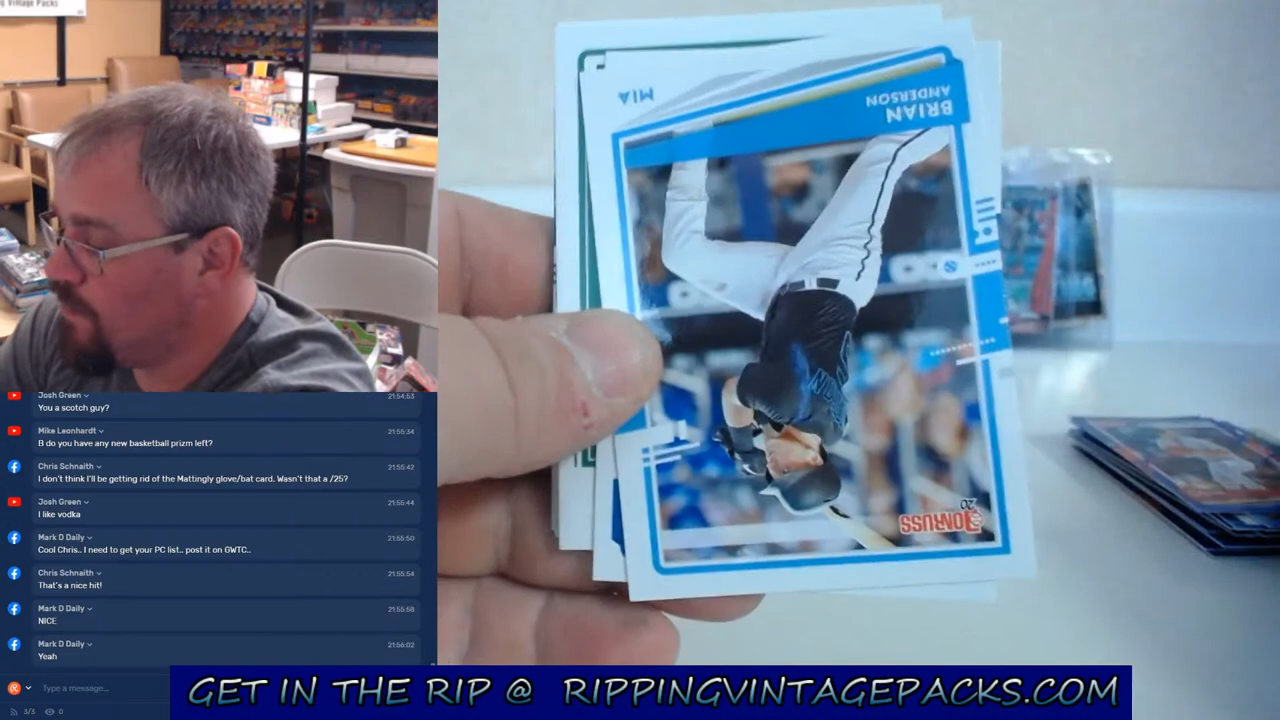 g Vintage Packs
MIA
BRIAN
ANDERSON
20
DONRUSS
Josh Green
21:54:53
You a scotch guy?
Mike Leonhardt
21:55:34
B do you have any new basketball prizm left?
Chris Schnaith
21:55:42
I don't think I'll be getting rid of the Mattingly glove/bat card. Wasn't that a /25?
Josh Green
21:55:44
I like vodka
Mark D Daily
21:55:50
Cool Chris.. I need to get your PC list.. post it on GWTC..
Chris Schnaith
21:55:54
That's a nice hit!
Mark D Daily
21:55:58
NICE
Mark D Daily
21:56:02
Yeah
Type a message...
3/3 0
GET IN THE RIP @ RIPPINGVINTAGEPACKS.COM